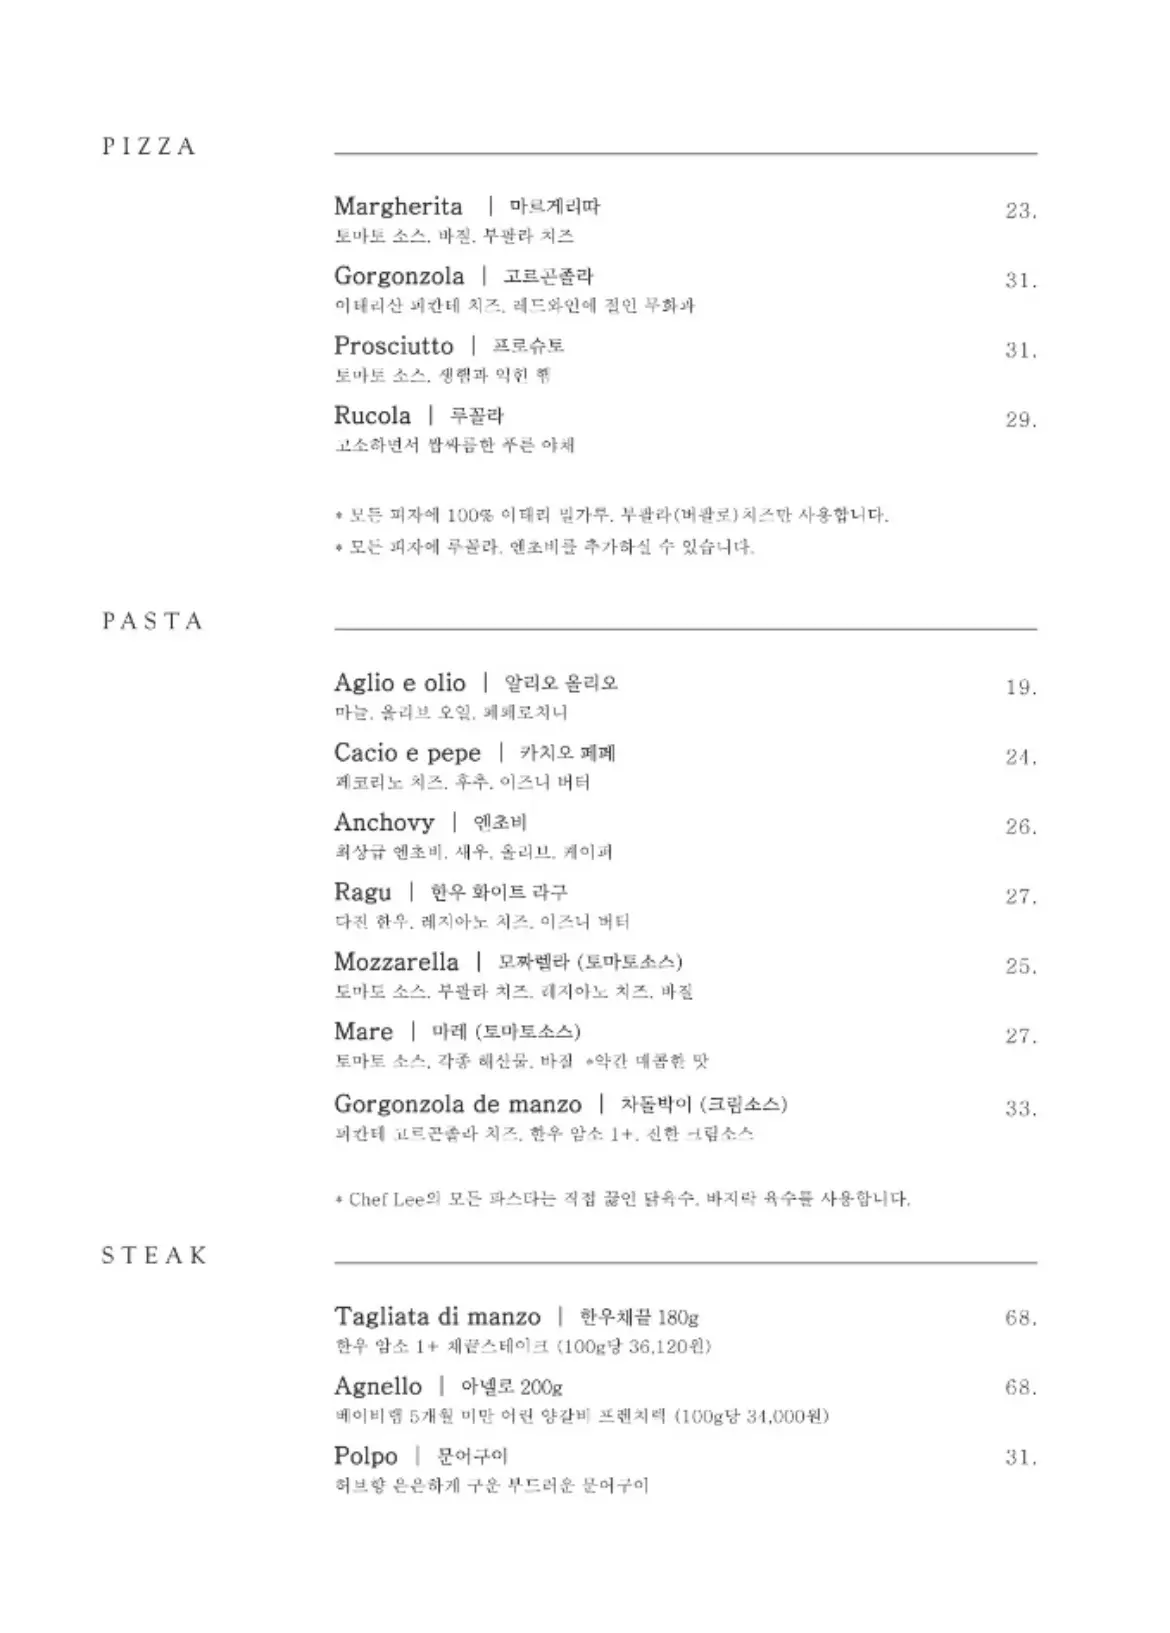 PIZZA
Margherita | 마르게리따 23.
토마토 소스, 바질, 부팔라 치즈
Gorgonzola | 고르곤졸라 31.
이태리산 피칸테 치즈, 레드와인에 절인 무화과
Prosciutto | 프로슈토 31.
토마토 소스, 생햄과 익힌 햄
Rucola | 루꼴라 29.
고소하면서 쌉싸름한 푸른 야채
* 모든 피자에 100% 이태리 밀가루, 부팔라(버팔로)치즈만 사용합니다.
* 모든 피자에 루꼴라, 엔초비를 추가하실 수 있습니다.
PASTA
Aglio e olio | 알리오 올리오 19.
마늘, 올리브 오일, 페페로치니
Cacio e pepe | 카치오 페페 24.
페코리노 치즈, 후추, 이즈니 버터
Anchovy | 엔초비 26.
최상급 엔초비, 새우, 올리브, 케이퍼
Ragu | 한우 화이트 라구 27.
다진 한우, 레지아노 치즈, 이즈니 버터
Mozzarella | 모짜렐라 (토마토소스) 25.
토마토 소스, 부팔라 치즈, 레지아노 치즈, 바질
Mare | 마레 (토마토소스) 27.
토마토 소스, 각종 해산물, 바질 *약간 매콤한 맛
Gorgonzola de manzo | 차돌박이 (크림소스) 33.
피칸테 고르곤졸라 치즈, 한우 암소 1+, 진한 크림소스
* Chef Lee의 모든 파스타는 직접 끓인 닭육수, 바지락 육수를 사용합니다.
STEAK
Tagliata di manzo | 한우채끝 180g 68.
한우 암소 1+ 채끝스테이크 (100g당 36,120원)
Agnello | 아넬로 200g 68.
베이비램 5개월 미만 어린 양갈비 프렌치렉 (100g당 34,000원)
Polpo | 문어구이 31.
허브향 은은하게 구운 부드러운 문어구이